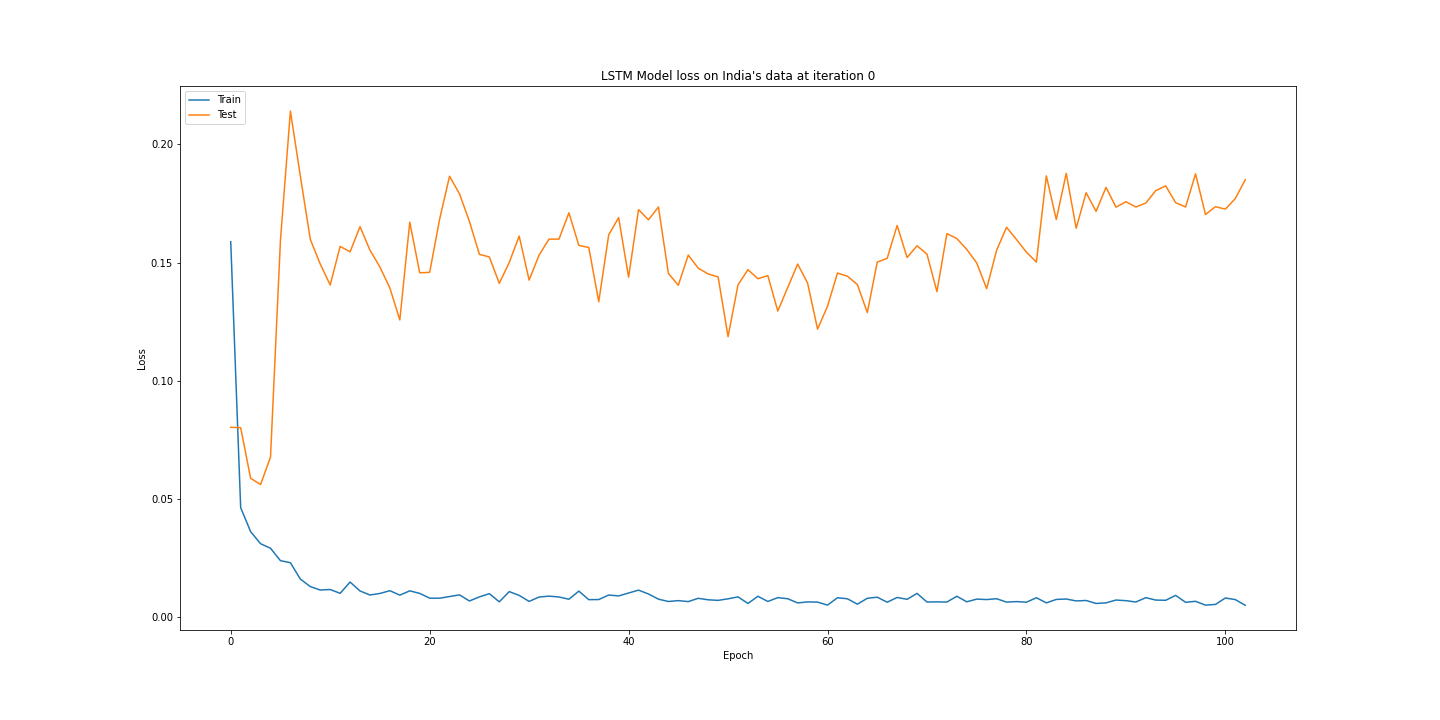 LSTM Model loss on India's data at iteration 0
Train
Test
0.20
0.15
0.10
0.05
0.00
Loss
0 20 40 60 80 100
Epoch